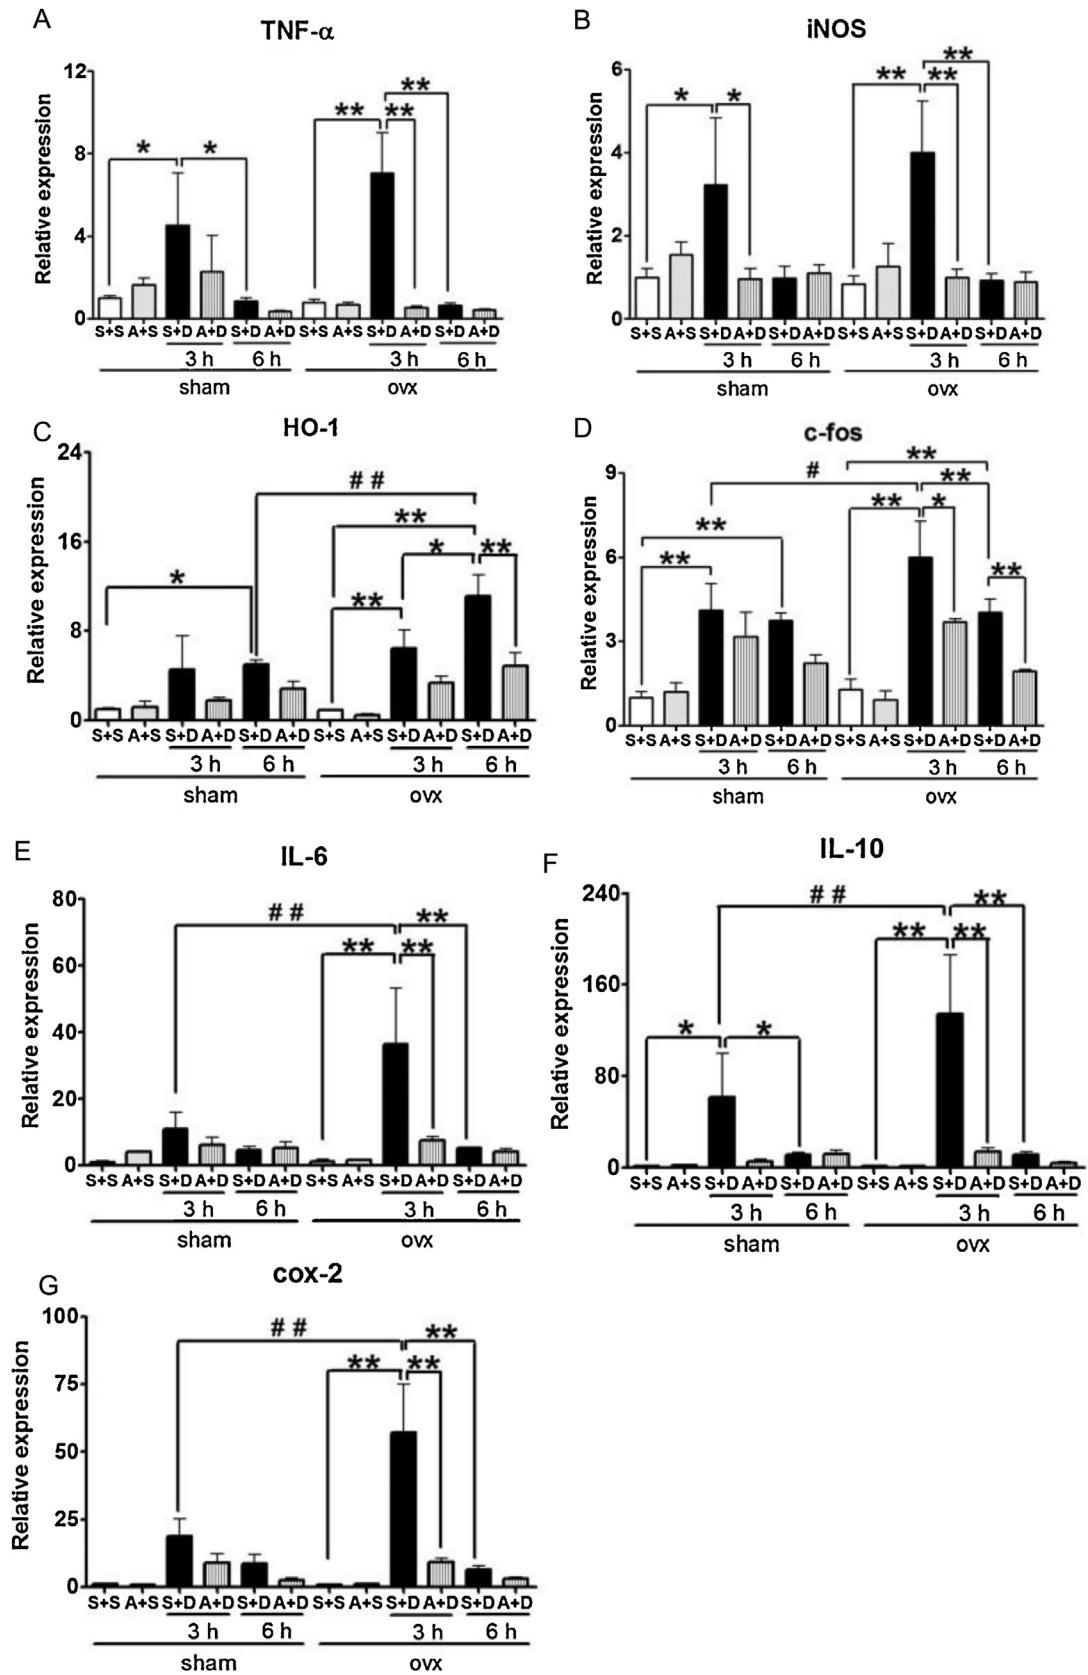 A
TNF-α
Relative expression
12
8
4
0
* * ** ** **
S+S A+S S+D A+D S+D A+D S+S A+S S+D A+D S+D A+D
3 h 6 h 3 h 6 h
sham ovx
B
iNOS
Relative expression
6
4
2
0
* * ** ** **
S+S A+S S+D A+D S+D A+D S+S A+S S+D A+D S+D A+D
3 h 6 h 3 h 6 h
sham ovx
C
HO-1
Relative expression
24
16
8
0
# #
**
* **
* **
S+S A+S S+D A+D S+D A+D S+S A+S S+D A+D S+D A+D
3 h 6 h 3 h 6 h
sham ovx
D
c-fos
Relative expression
9
6
3
0
**
# **
** ** *
** **
S+S A+S S+D A+D S+D A+D S+S A+S S+D A+D S+D A+D
3 h 6 h 3 h 6 h
sham ovx
E
IL-6
Relative expression
80
60
40
20
0
# # **
** **
S+S A+S S+D A+D S+D A+D S+S A+S S+D A+D S+D A+D
3 h 6 h 3 h 6 h
sham ovx
F
IL-10
Relative expression
240
160
80
0
# # **
** **
* *
S+S A+S S+D A+D S+D A+D S+S A+S S+D A+D S+D A+D
3 h 6 h 3 h 6 h
sham ovx
G
cox-2
Relative expression
100
75
50
25
0
# # **
** **
S+S A+S S+D A+D S+D A+D S+S A+S S+D A+D S+D A+D
3 h 6 h 3 h 6 h
sham ovx